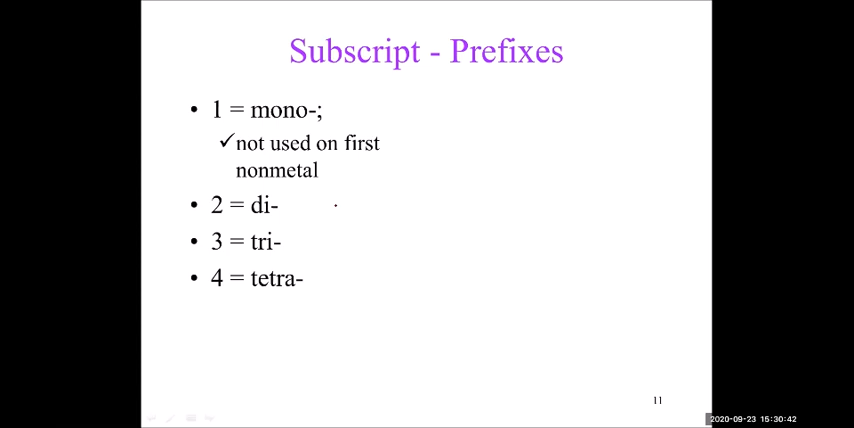 Subscript - Prefixes
• 1 = mono-;
✓not used on first
nonmetal
• 2 = di-
• 3 = tri-
• 4 = tetra-
11
2020-09-23 15:30:42